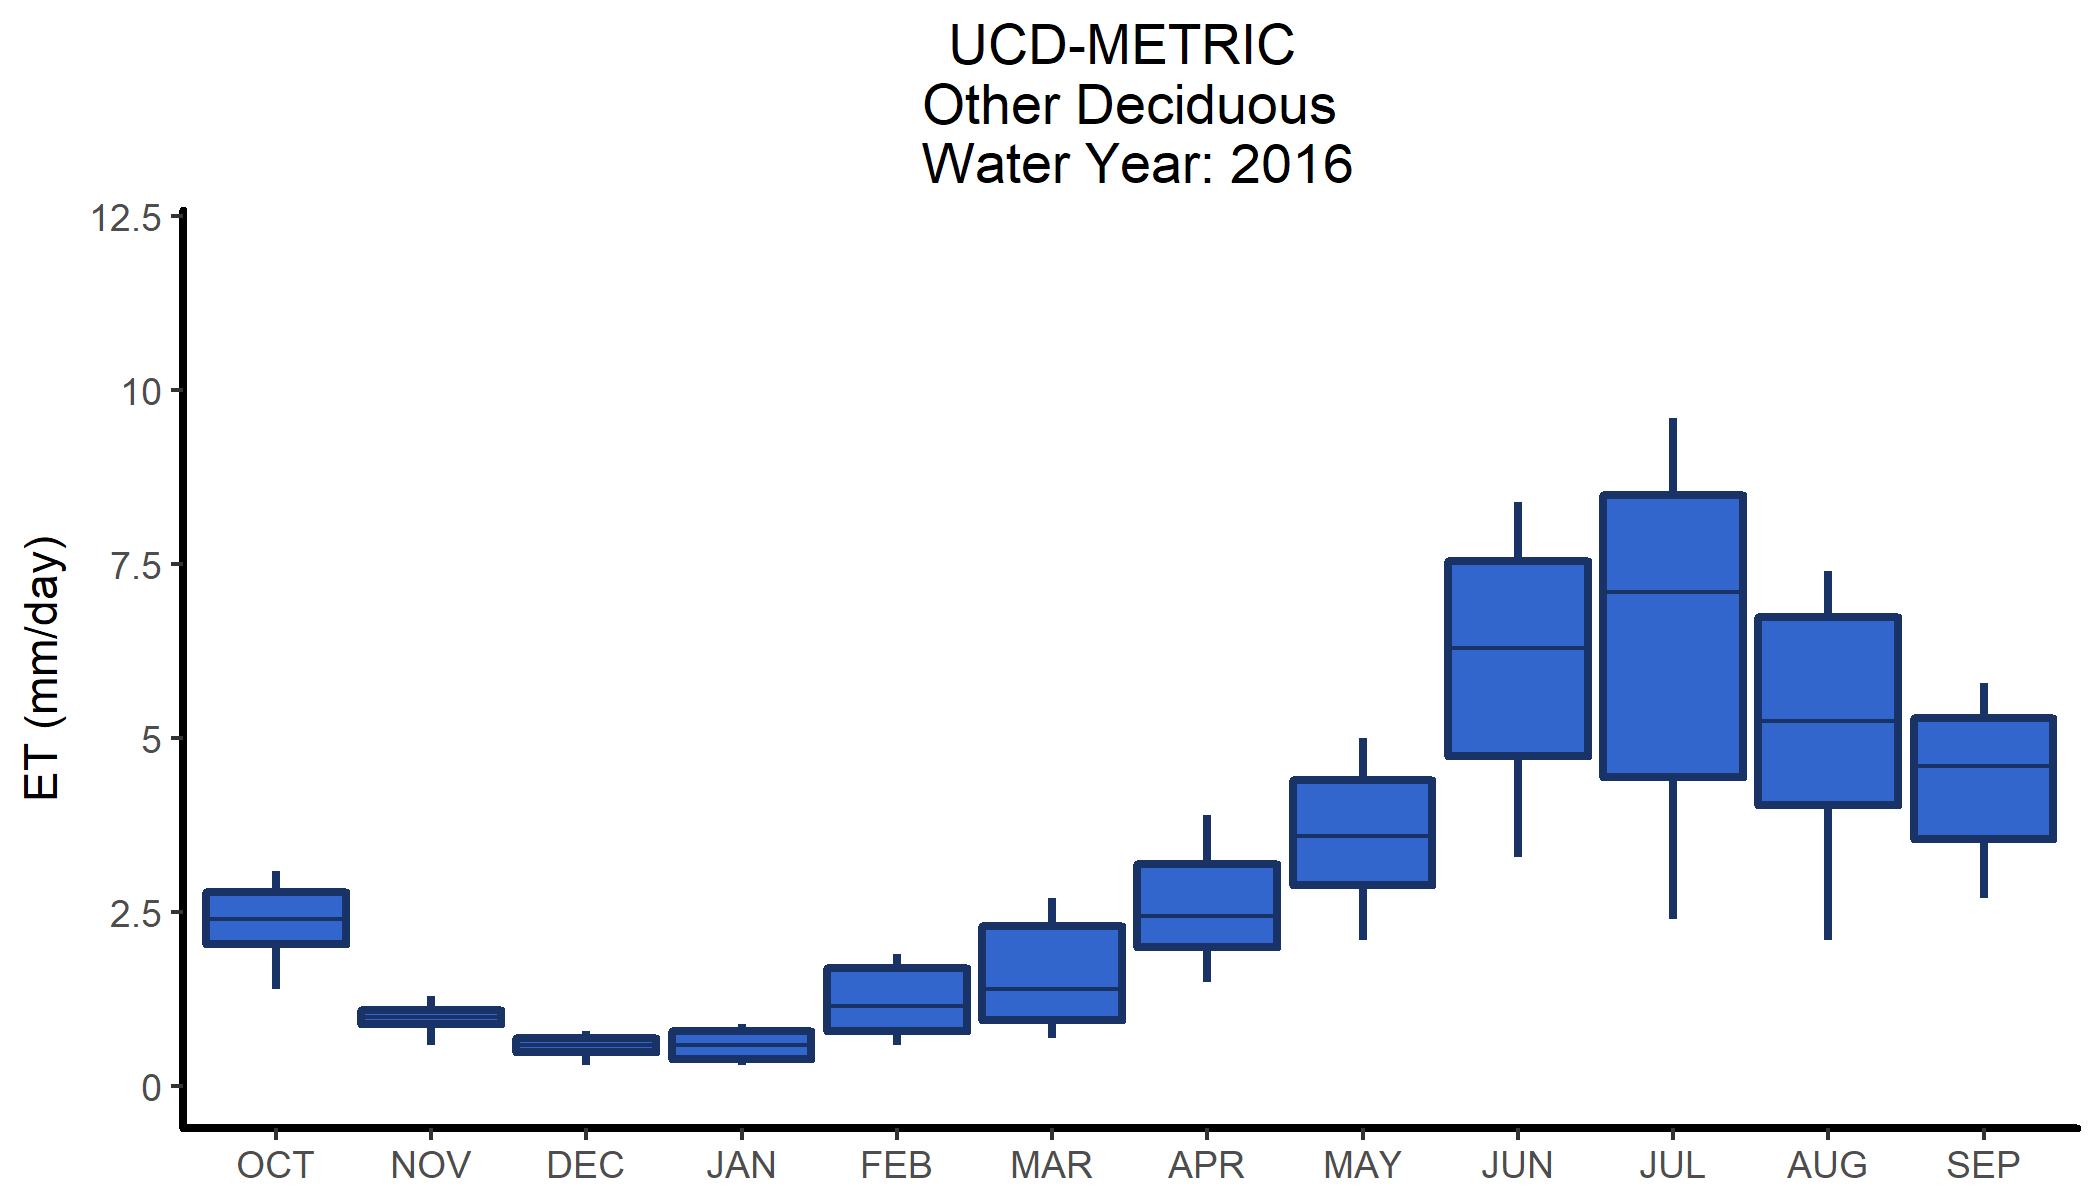 UCD-METRIC
Other Deciduous
Water Year: 2016
12.5
10
7.5
5
2.5
0
ET (mm/day)
OCT NOV DEC JAN FEB MAR APR MAY JUN JUL AUG SEP